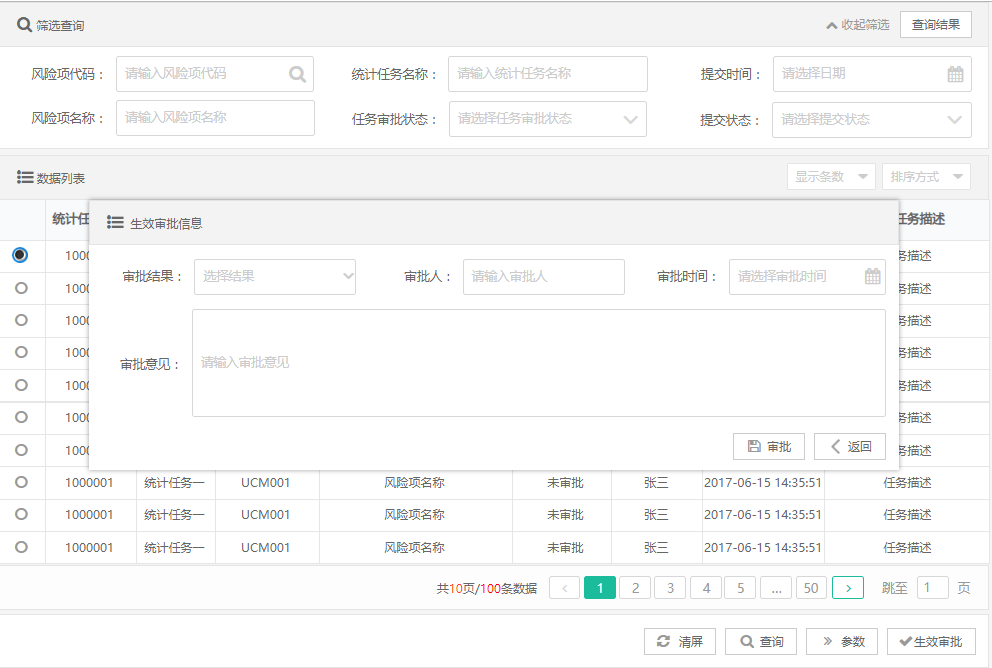 筛选查询 收起筛选 查询结果
风险项代码： 请输入风险项代码 统计任务名称： 请输入统计任务名称 提交时间： 请选择日期
风险项名称： 请输入风险项名称 任务审批状态： 请选择任务审批状态 提交状态： 请选择提交状态
数据列表 显示条数 排序方式
统计任 任务描述
生效审批信息
1000 务描述
审批结果： 选择结果 审批人： 请输入审批人 审批时间： 请选择审批时间
1000 务描述
1000 务描述
1000 务描述
审批意见： 请输入审批意见
1000 务描述
1000 务描述
1000 务描述
审批 返回
1000001 统计任务一 UCM001 风险项名称 未审批 张三 2017-06-15 14:35:51 任务描述
1000001 统计任务一 UCM001 风险项名称 未审批 张三 2017-06-15 14:35:51 任务描述
1000001 统计任务一 UCM001 风险项名称 未审批 张三 2017-06-15 14:35:51 任务描述
共10页/100条数据 < 1 2 3 4 5 ... 50 > 跳至 1 页
清屏 查询 参数 生效审批